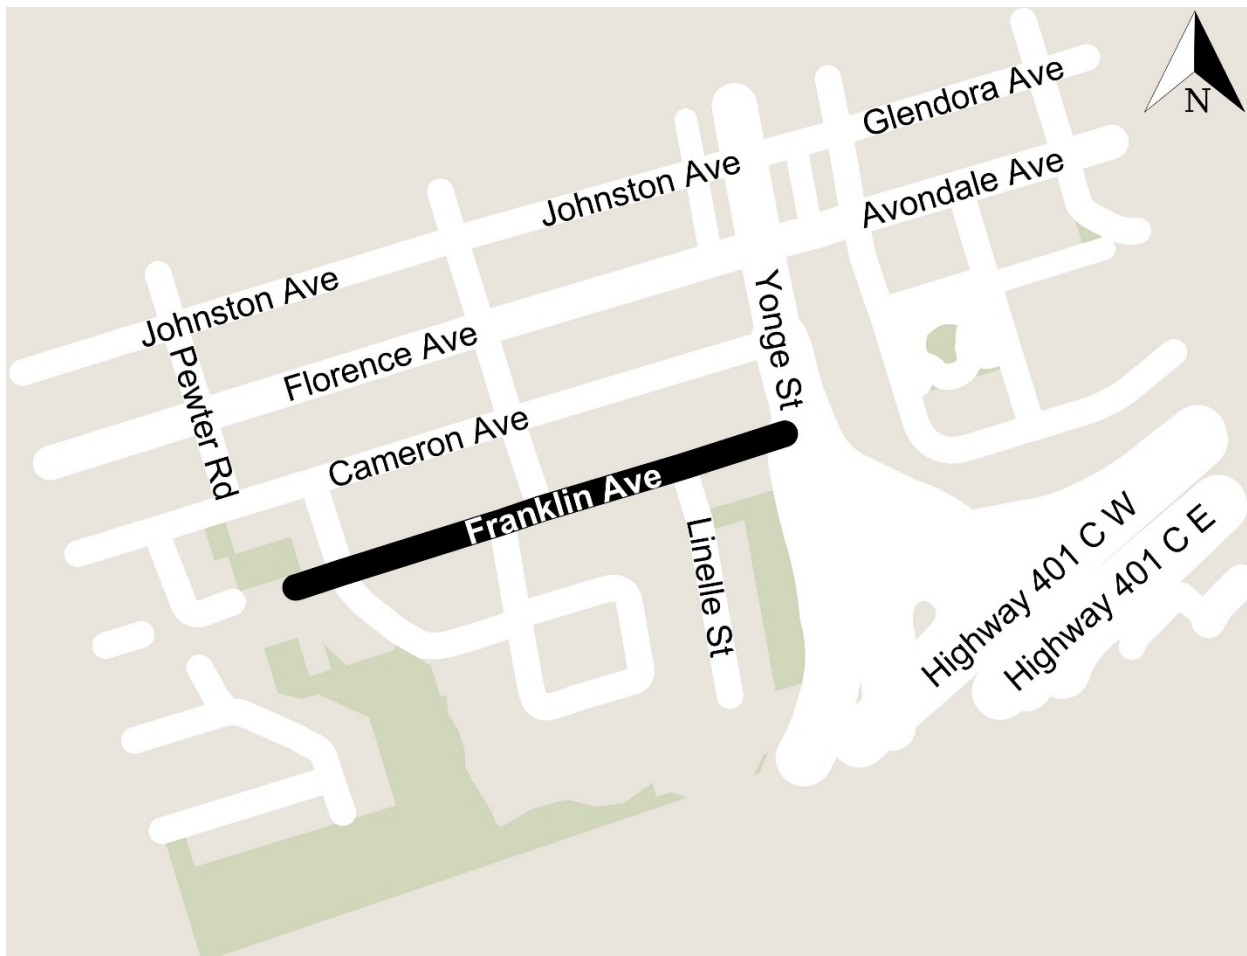 Glendora Ave
N
Johnston Ave
Avondale Ave
Johnston Ave
Yonge St
Florence Ave
Pewter Rd
Cameron Ave
Franklin Ave
Linelle St
Highway 401 C W
Highway 401 C E